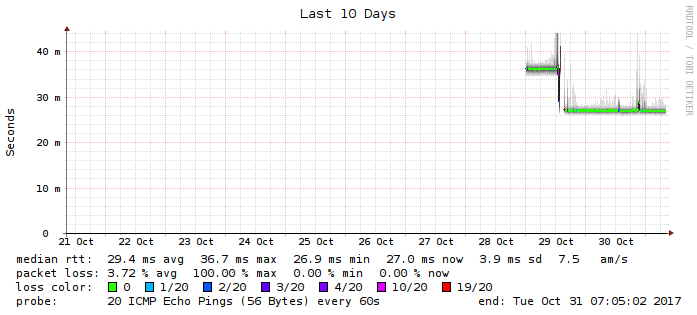 Last 10 Days
RRDTOOL / TOBI OETIKER
Seconds
40 m
30 m
20 m
10 m
0
21 Oct 22 Oct 23 Oct 24 Oct 25 Oct 26 Oct 27 Oct 28 Oct 29 Oct 30 Oct
median rtt: 29.4 ms avg 36.7 ms max 26.9 ms min 27.0 ms now 3.9 ms sd 7.5 am/s
packet loss: 3.72 % avg 100.00 % max 0.00 % min 0.00 % now
loss color: 0 1/20 2/20 3/20 4/20 10/20 19/20
probe: 20 ICMP Echo Pings (56 Bytes) every 60s end: Tue Oct 31 07:05:02 2017